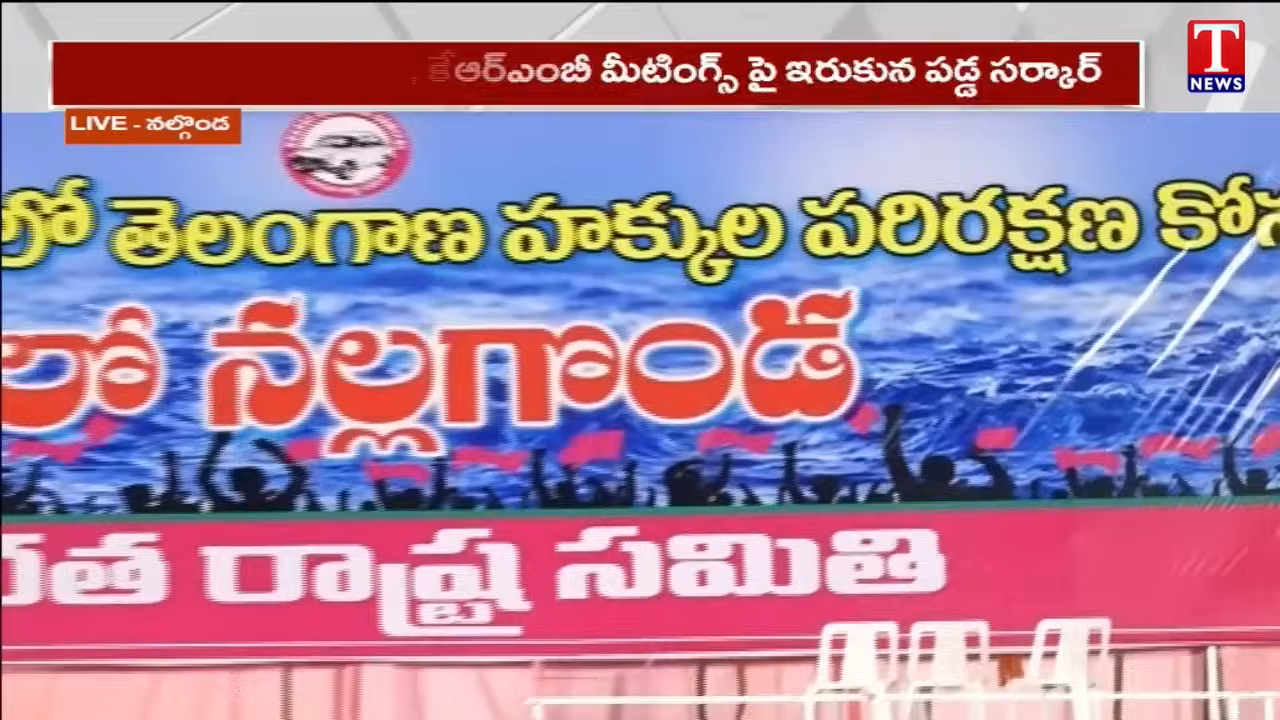 ఆర్ఎంబీ మీటింగ్స్ పై ఇరుకున పడ్డ సర్కార్
T NEWS
LIVE - నల్గొండ
తెలంగాణ హక్కుల పరిరక్షణ
నల్లగొండ
రాష్ట్ర సమితి